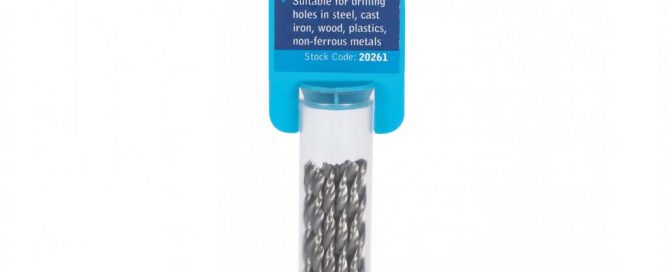 • Suitable for drilling
holes in steel, cast
iron, wood, plastics,
non-ferrous metals
Stock Code: 20261